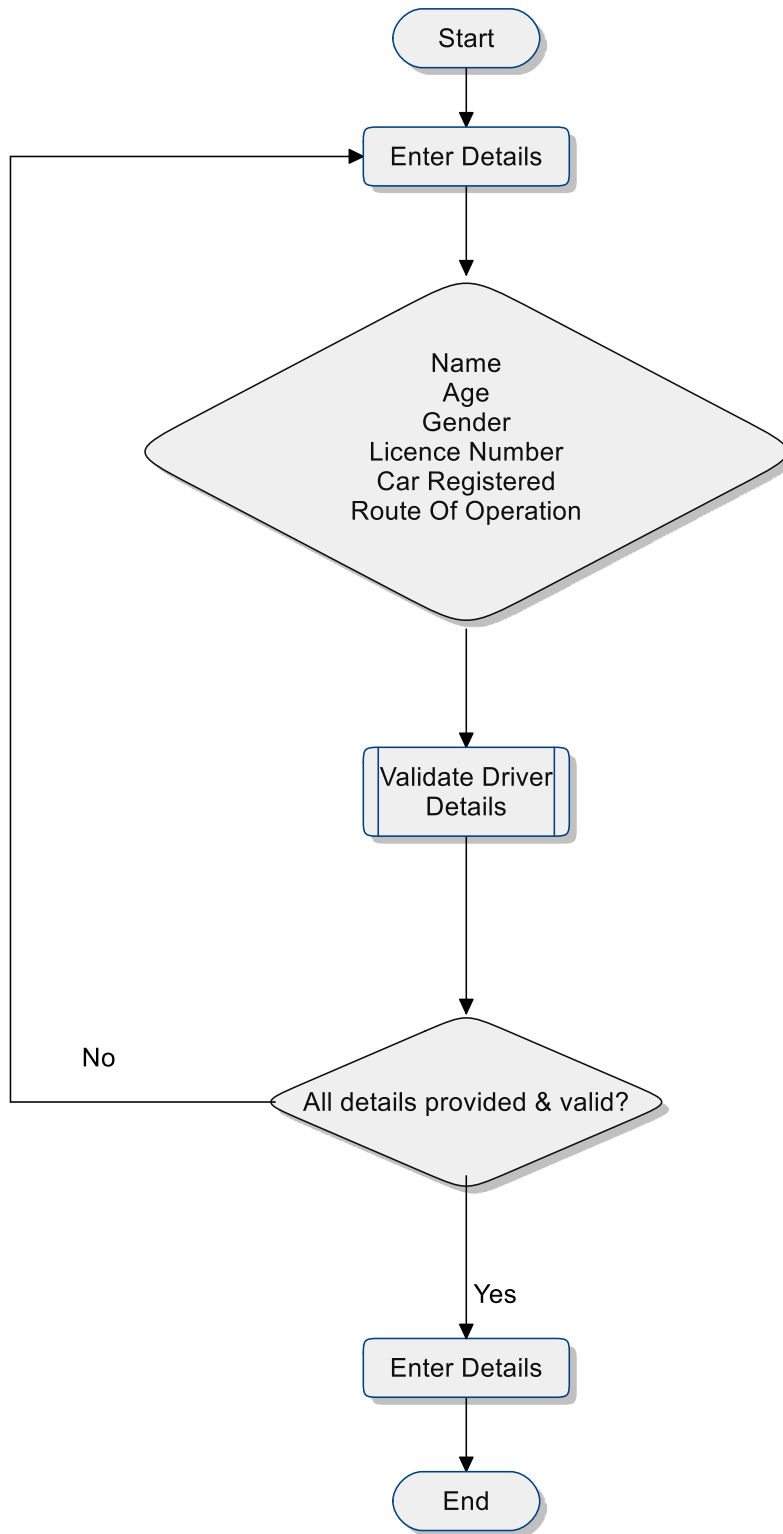 Start
Enter Details
Name
Age
Gender
Licence Number
Car Registered
Route Of Operation
Validate Driver
Details
No
All details provided & valid?
Yes
Enter Details
End